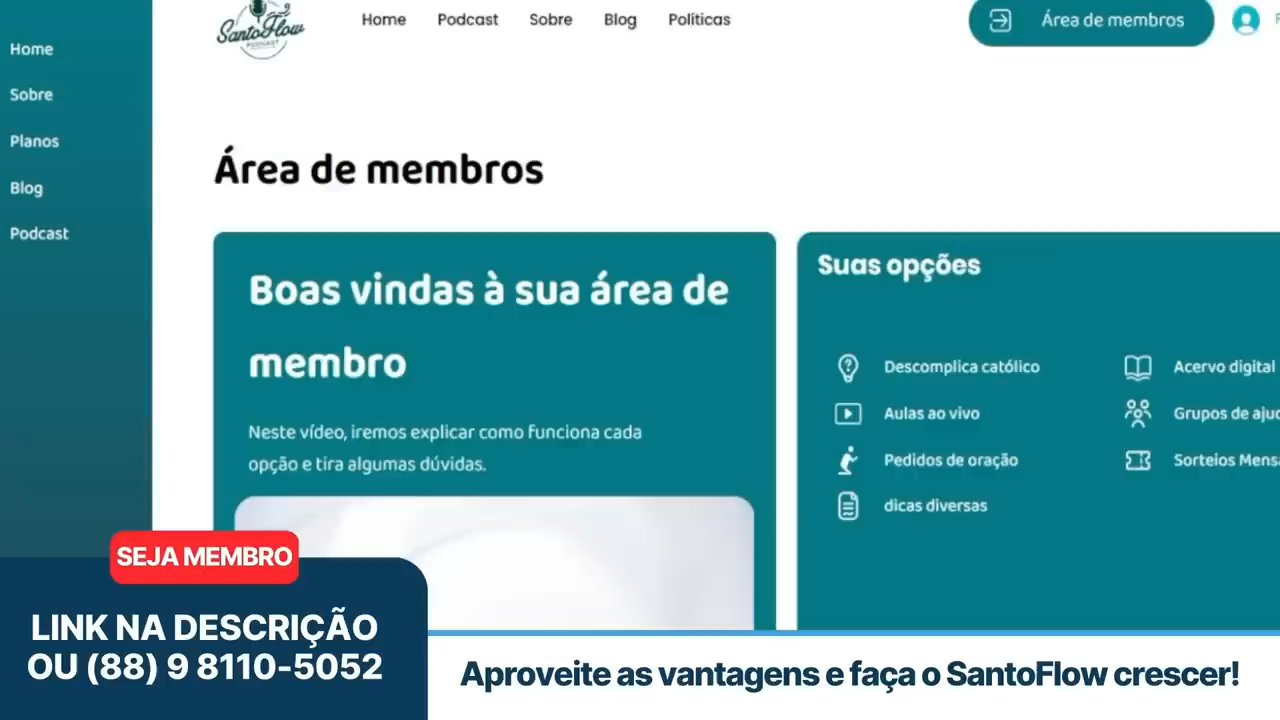 SantoFlow
PODCAST
Home
Podcast
Sobre
Blog
Políticas
Área de membros
Home
Sobre
Planos
Blog
Podcast
Área de membros
Boas vindas à sua área de
membro
Neste vídeo, iremos explicar como funciona cada
opção e tira algumas dúvidas.
Suas opções
Descomplica católico
Aulas ao vivo
Pedidos de oração
dicas diversas
Acervo digital
Grupos de
Sorteios
SEJA MEMBRO
LINK NA DESCRIÇÃO
OU (88) 9 8110-5052
Aproveite as vantagens e faça o SantoFlow crescer!